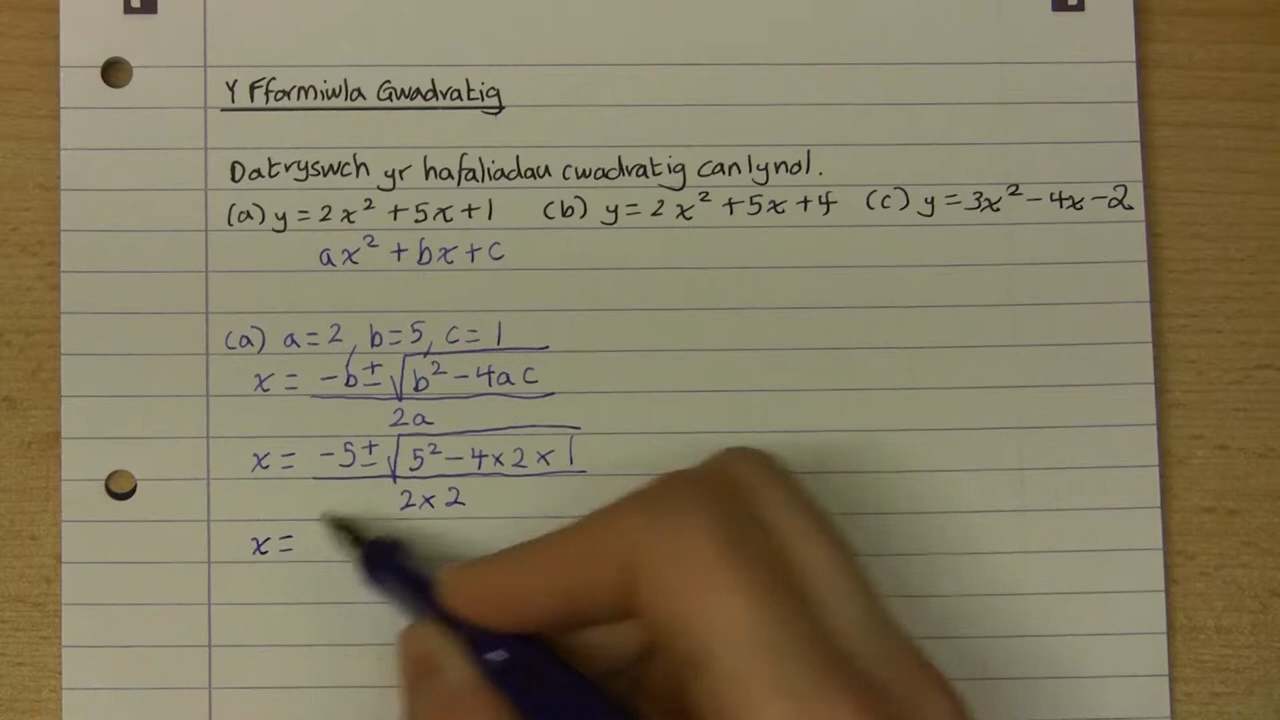 Y Fformiwla Gwadratig
Datryswch yr hafaliadau cwadratig canlynol.
(a) y = 2x² + 5x + 1 (b) y = 2x² + 5x + 4 (c) y = 3x² - 4x - 2
ax² + bx + c
(a) a = 2, b = 5, c = 1
x = -b ± √(b² - 4ac)
2a
x = -5 ± √(5² - 4 × 2 × 1)
2 × 2
x =